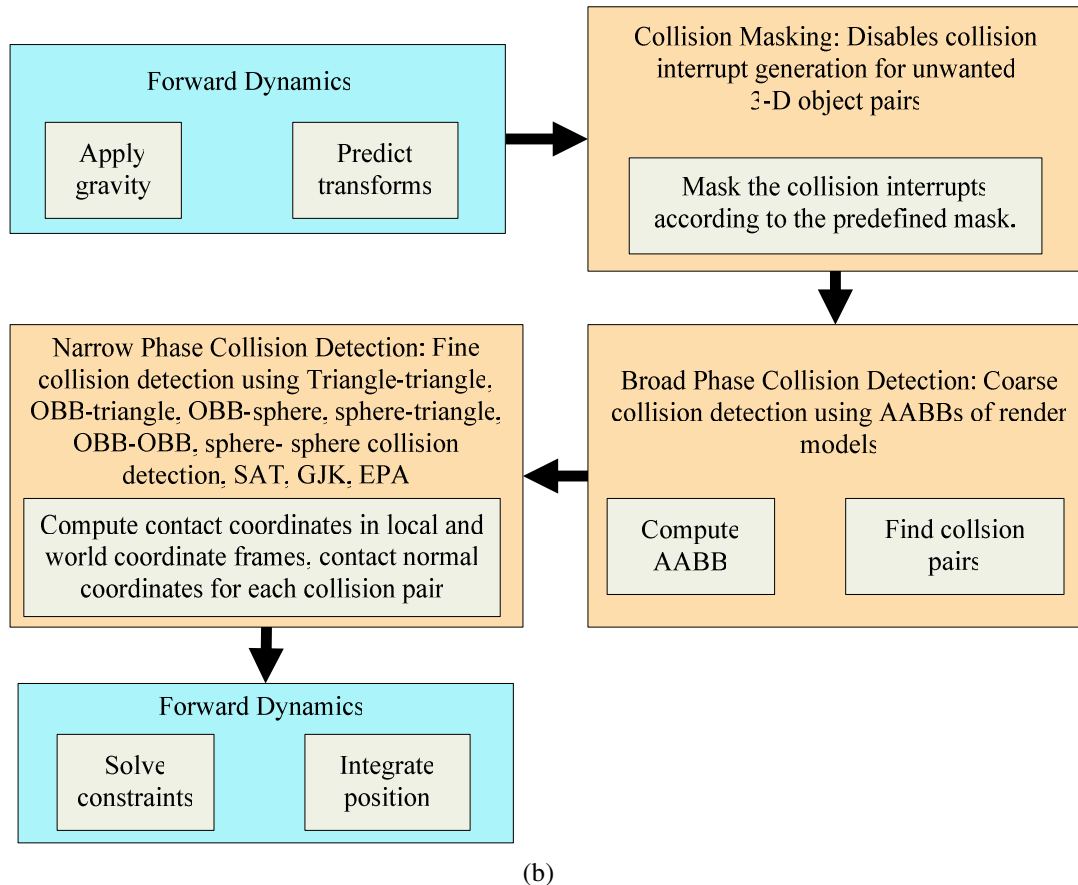 Forward Dynamics
Apply
gravity
Predict
transforms
Collision Masking: Disables collision
interrupt generation for unwanted
3-D object pairs
Mask the collision interrupts
according to the predefined mask.
Broad Phase Collision Detection: Coarse
collision detection using AABBs of render
models
Compute
AABB
Find collsion
pairs
Narrow Phase Collision Detection: Fine
collision detection using Triangle-triangle,
OBB-triangle, OBB-sphere, sphere-triangle,
OBB-OBB, sphere- sphere collision
detection, SAT, GJK, EPA
Compute contact coordinates in local and
world coordinate frames, contact normal
coordinates for each collision pair
Forward Dynamics
Solve
constraints
Integrate
position
(b)